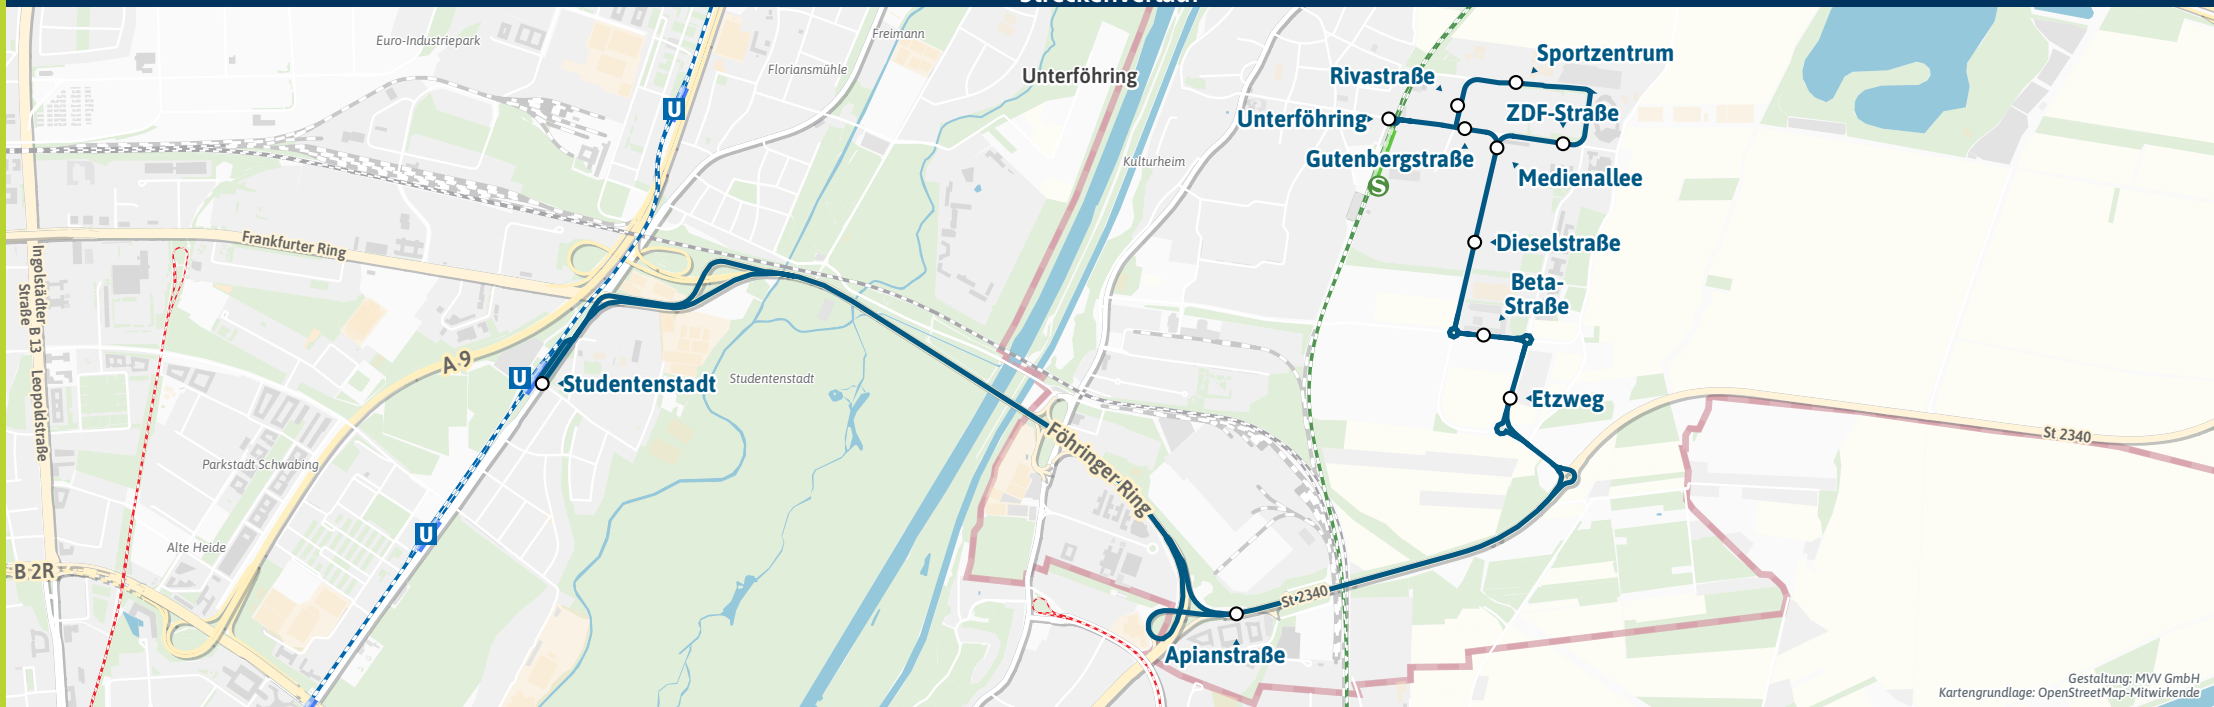 Streckenverlauf
Euro-Industriepark
Freimann
Floriansmühle
Unterföhring
Sportzentrum
Rivastraße
U
Unterföhring
ZDF-Straße
Gutenbergstraße
Kulturheim
Medienallee
S
Frankfurter Ring
Dieselstraße
Ingolstädter
Straße
B 13
Beta-
Straße
A 9
Leopoldstraße
U
Studentenstadt
Studentenstadt
Etzweg
St 2340
Föhringer-Ring
Parkstadt Schwabing
U
Alte Heide
B 2R
St 2340
Apianstraße
Gestaltung: MVV GmbH
Kartengrundlage: OpenStreetMap-Mitwirkende